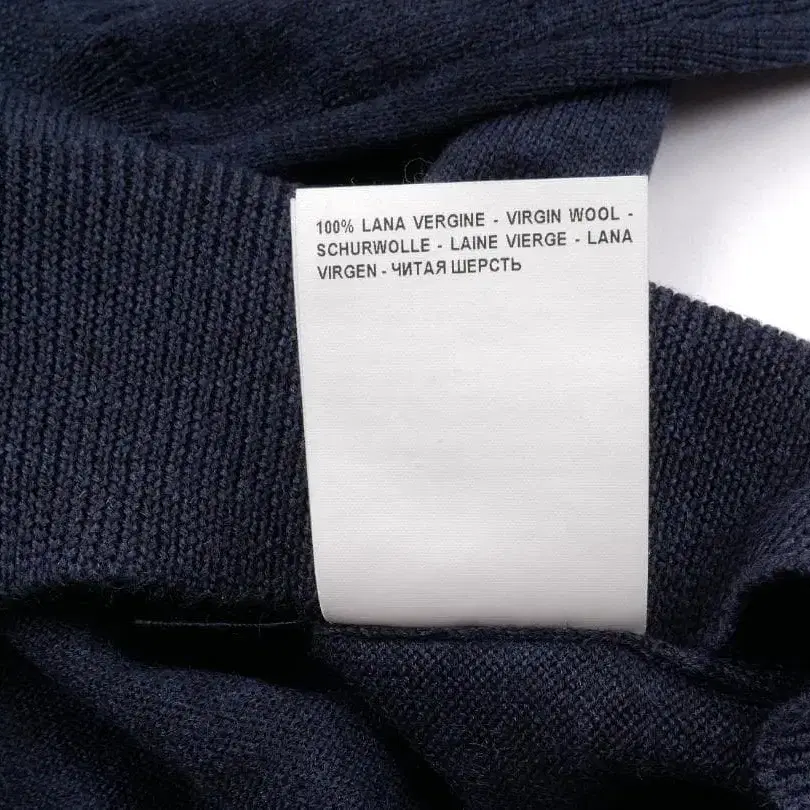 100% LANA VERGINE - VIRGIN WOOL -
SCHURWOLLE - LAINE VIERGE - LANA
VIRGEN - ЧИТАЯ ШЕРСТЬ